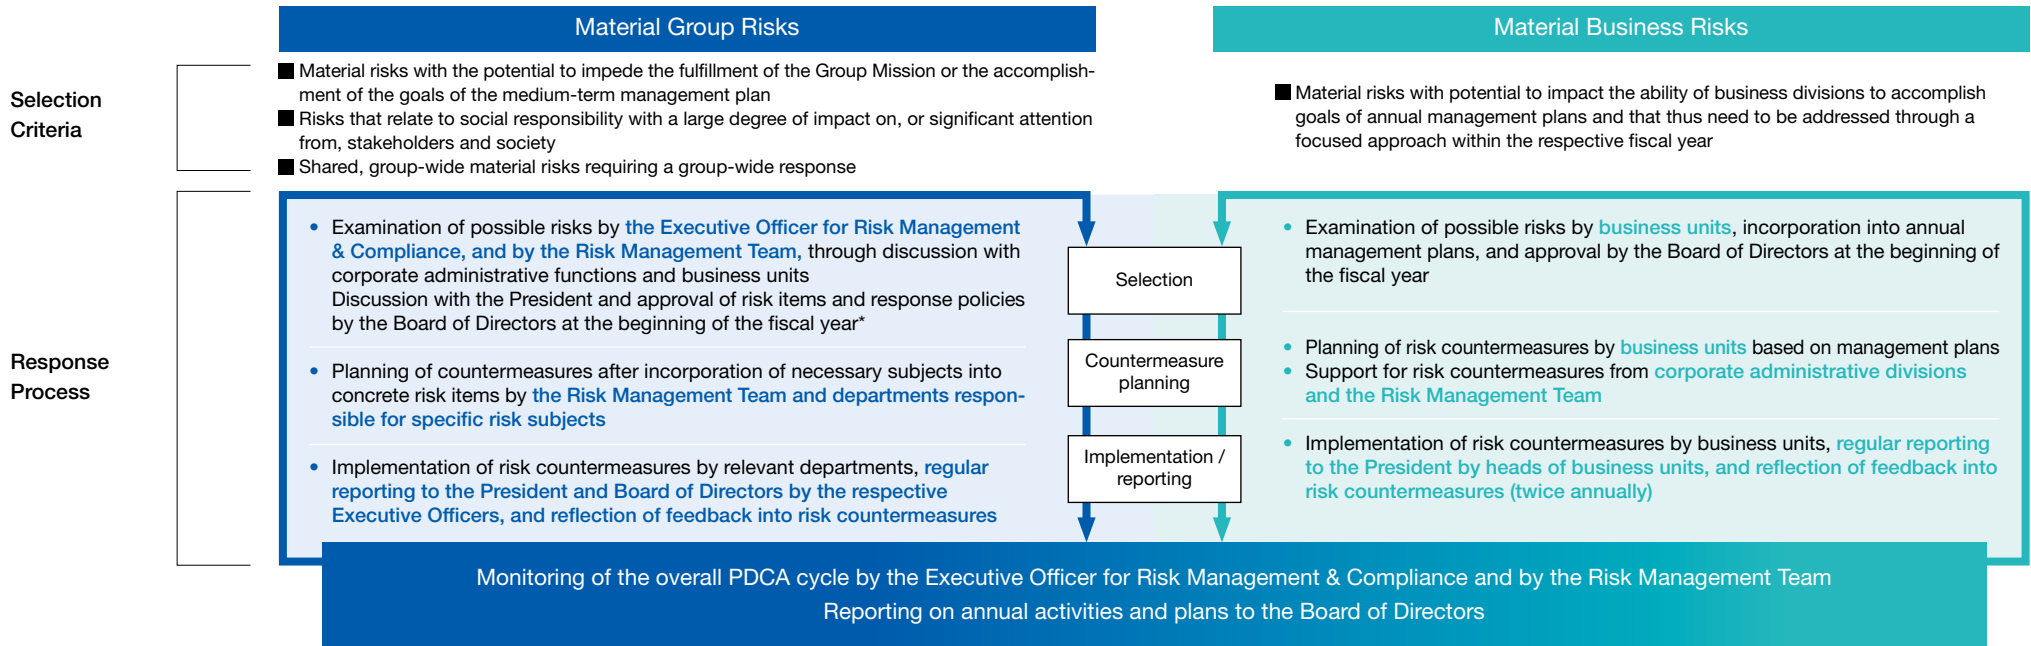 Material Group Risks
Material Business Risks
Selection
Criteria
■ Material risks with the potential to impede the fulfillment of the Group Mission or the accomplish-
ment of the goals of the medium-term management plan
■ Risks that relate to social responsibility with a large degree of impact on, or significant attention
from, stakeholders and society
■ Shared, group-wide material risks requiring a group-wide response
■ Material risks with potential to impact the ability of business divisions to accomplish
goals of annual management plans and that thus need to be addressed through a
focused approach within the respective fiscal year
Response
Process
• Examination of possible risks by the Executive Officer for Risk Management
& Compliance, and by the Risk Management Team, through discussion with
corporate administrative functions and business units
Discussion with the President and approval of risk items and response policies
by the Board of Directors at the beginning of the fiscal year*
• Planning of countermeasures after incorporation of necessary subjects into
concrete risk items by the Risk Management Team and departments respon-
sible for specific risk subjects
• Implementation of risk countermeasures by relevant departments, regular
reporting to the President and Board of Directors by the respective
Executive Officers, and reflection of feedback into risk countermeasures
Selection
Countermeasure
planning
Implementation /
reporting
• Examination of possible risks by business units, incorporation into annual
management plans, and approval by the Board of Directors at the beginning of
the fiscal year
• Planning of risk countermeasures by business units based on management plans
• Support for risk countermeasures from corporate administrative divisions
and the Risk Management Team
• Implementation of risk countermeasures by business units, regular reporting
to the President by heads of business units, and reflection of feedback into
risk countermeasures (twice annually)
Monitoring of the overall PDCA cycle by the Executive Officer for Risk Management & Compliance and by the Risk Management Team
Reporting on annual activities and plans to the Board of Directors